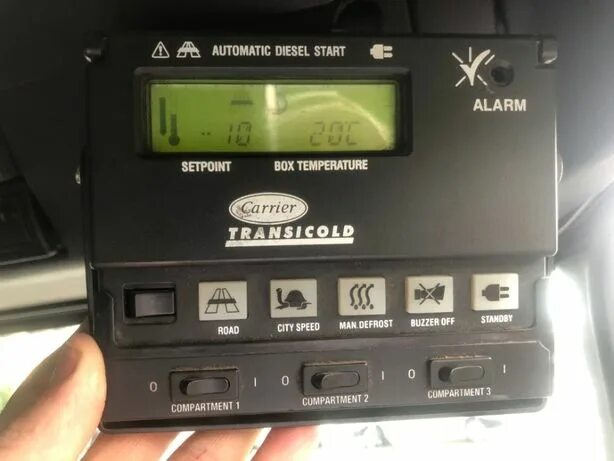 AUTOMATIC DIESEL START
ALARM
-10 20C
SETPOINT BOX TEMPERATURE
Carrier
TRANSICOLD
ROAD CITY SPEED MAN.DEFROST BUZZER OFF STANDBY
0 I 0 I 0 I
COMPARTMENT 1 COMPARTMENT 2 COMPARTMENT 3